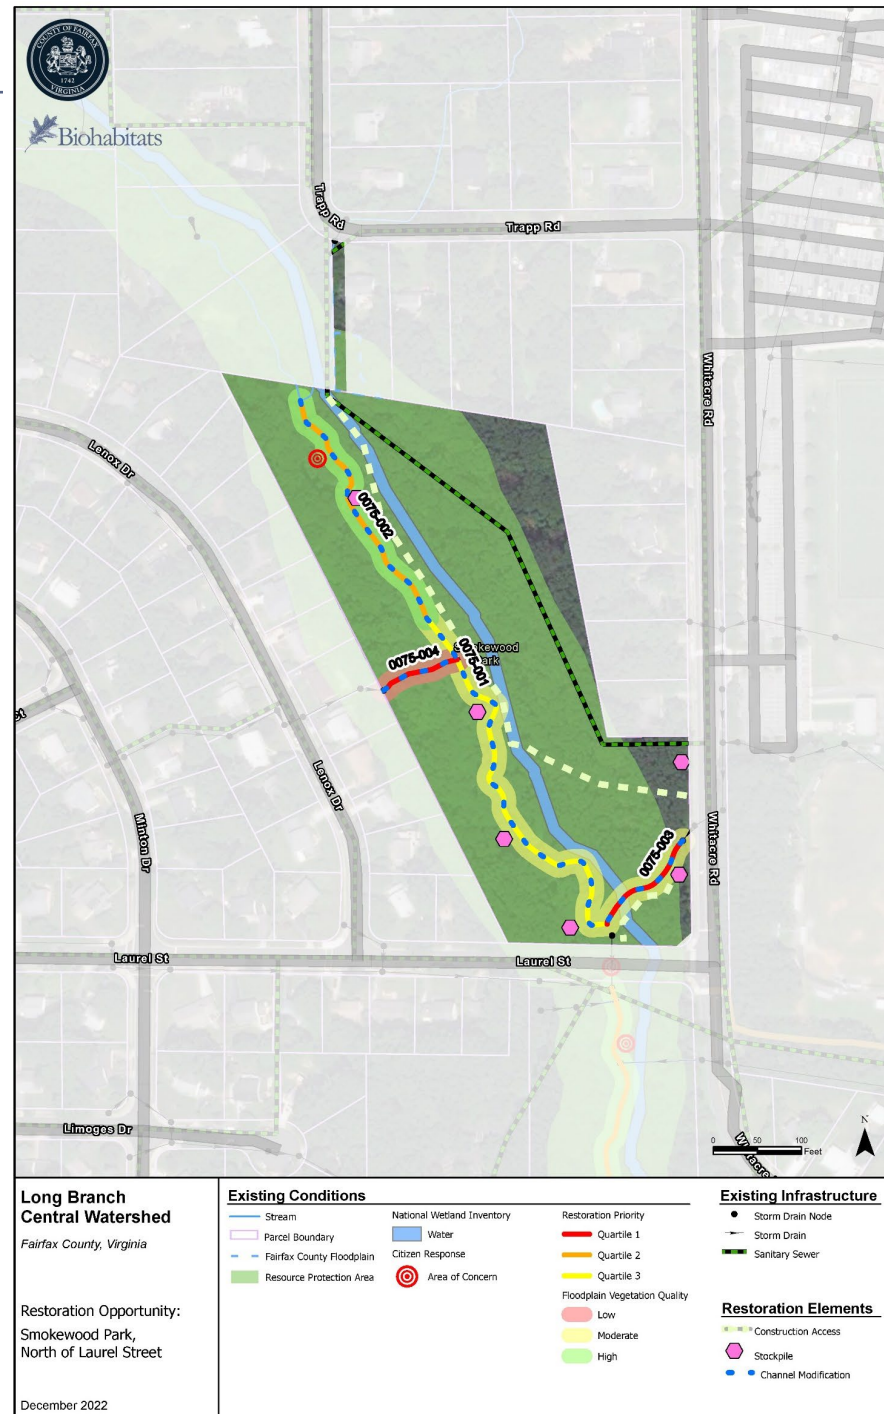 COUNTY OF FAIRFAX
1742
VIRGINIA
Biohabitats
Trapp Rd
Trapp Rd
Whitacre Rd
Lenox Dr
0075-002
0075-004
0075-001
Lenox Dr
Minton Dr
Whitacre Rd
0075-003
Laurel St
Laurel St
Limoges Dr
N
0 50 100
Feet
Long Branch
Central Watershed
Fairfax County, Virginia
Restoration Opportunity:
Smokewood Park,
North of Laurel Street
December 2022
Existing Conditions
Stream
Parcel Boundary
Fairfax County Floodplain
Resource Protection Area
National Wetland Inventory
Water
Citizen Response
Area of Concern
Restoration Priority
Quartile 1
Quartile 2
Quartile 3
Floodplain Vegetation Quality
Low
Moderate
High
Existing Infrastructure
Storm Drain Node
Storm Drain
Sanitary Sewer
Restoration Elements
Construction Access
Stockpile
Channel Modification